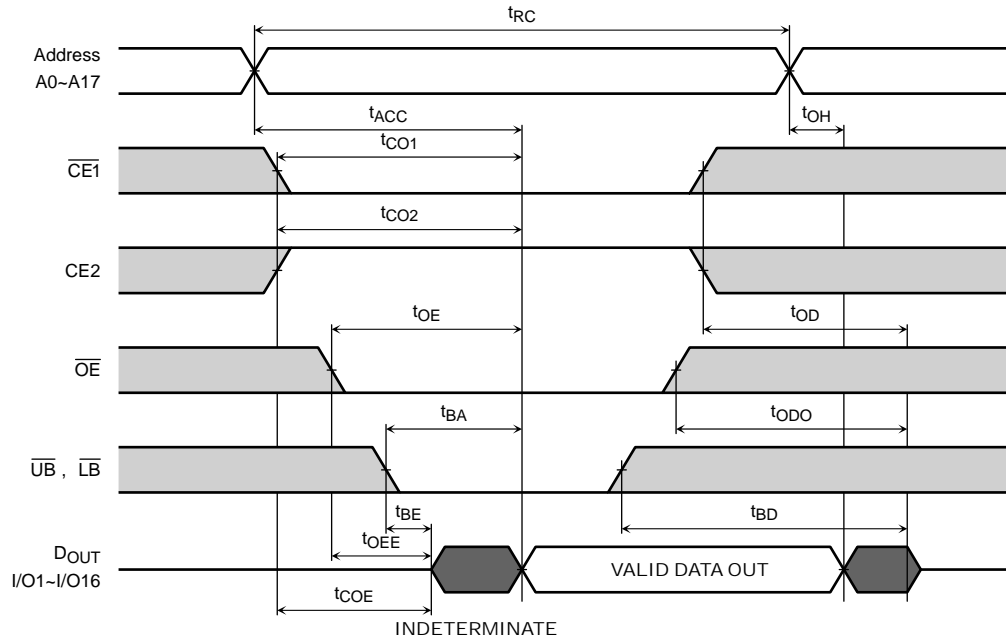 tRC
Address
A0~A17
tACC
tOH
tCO1
CE1
tCO2
CE2
tOE
tOD
OE
tBA
tODO
UB , LB
tBE
tBD
tOEE
DOUT
I/O1~I/O16
VALID DATA OUT
tCOE
INDETERMINATE